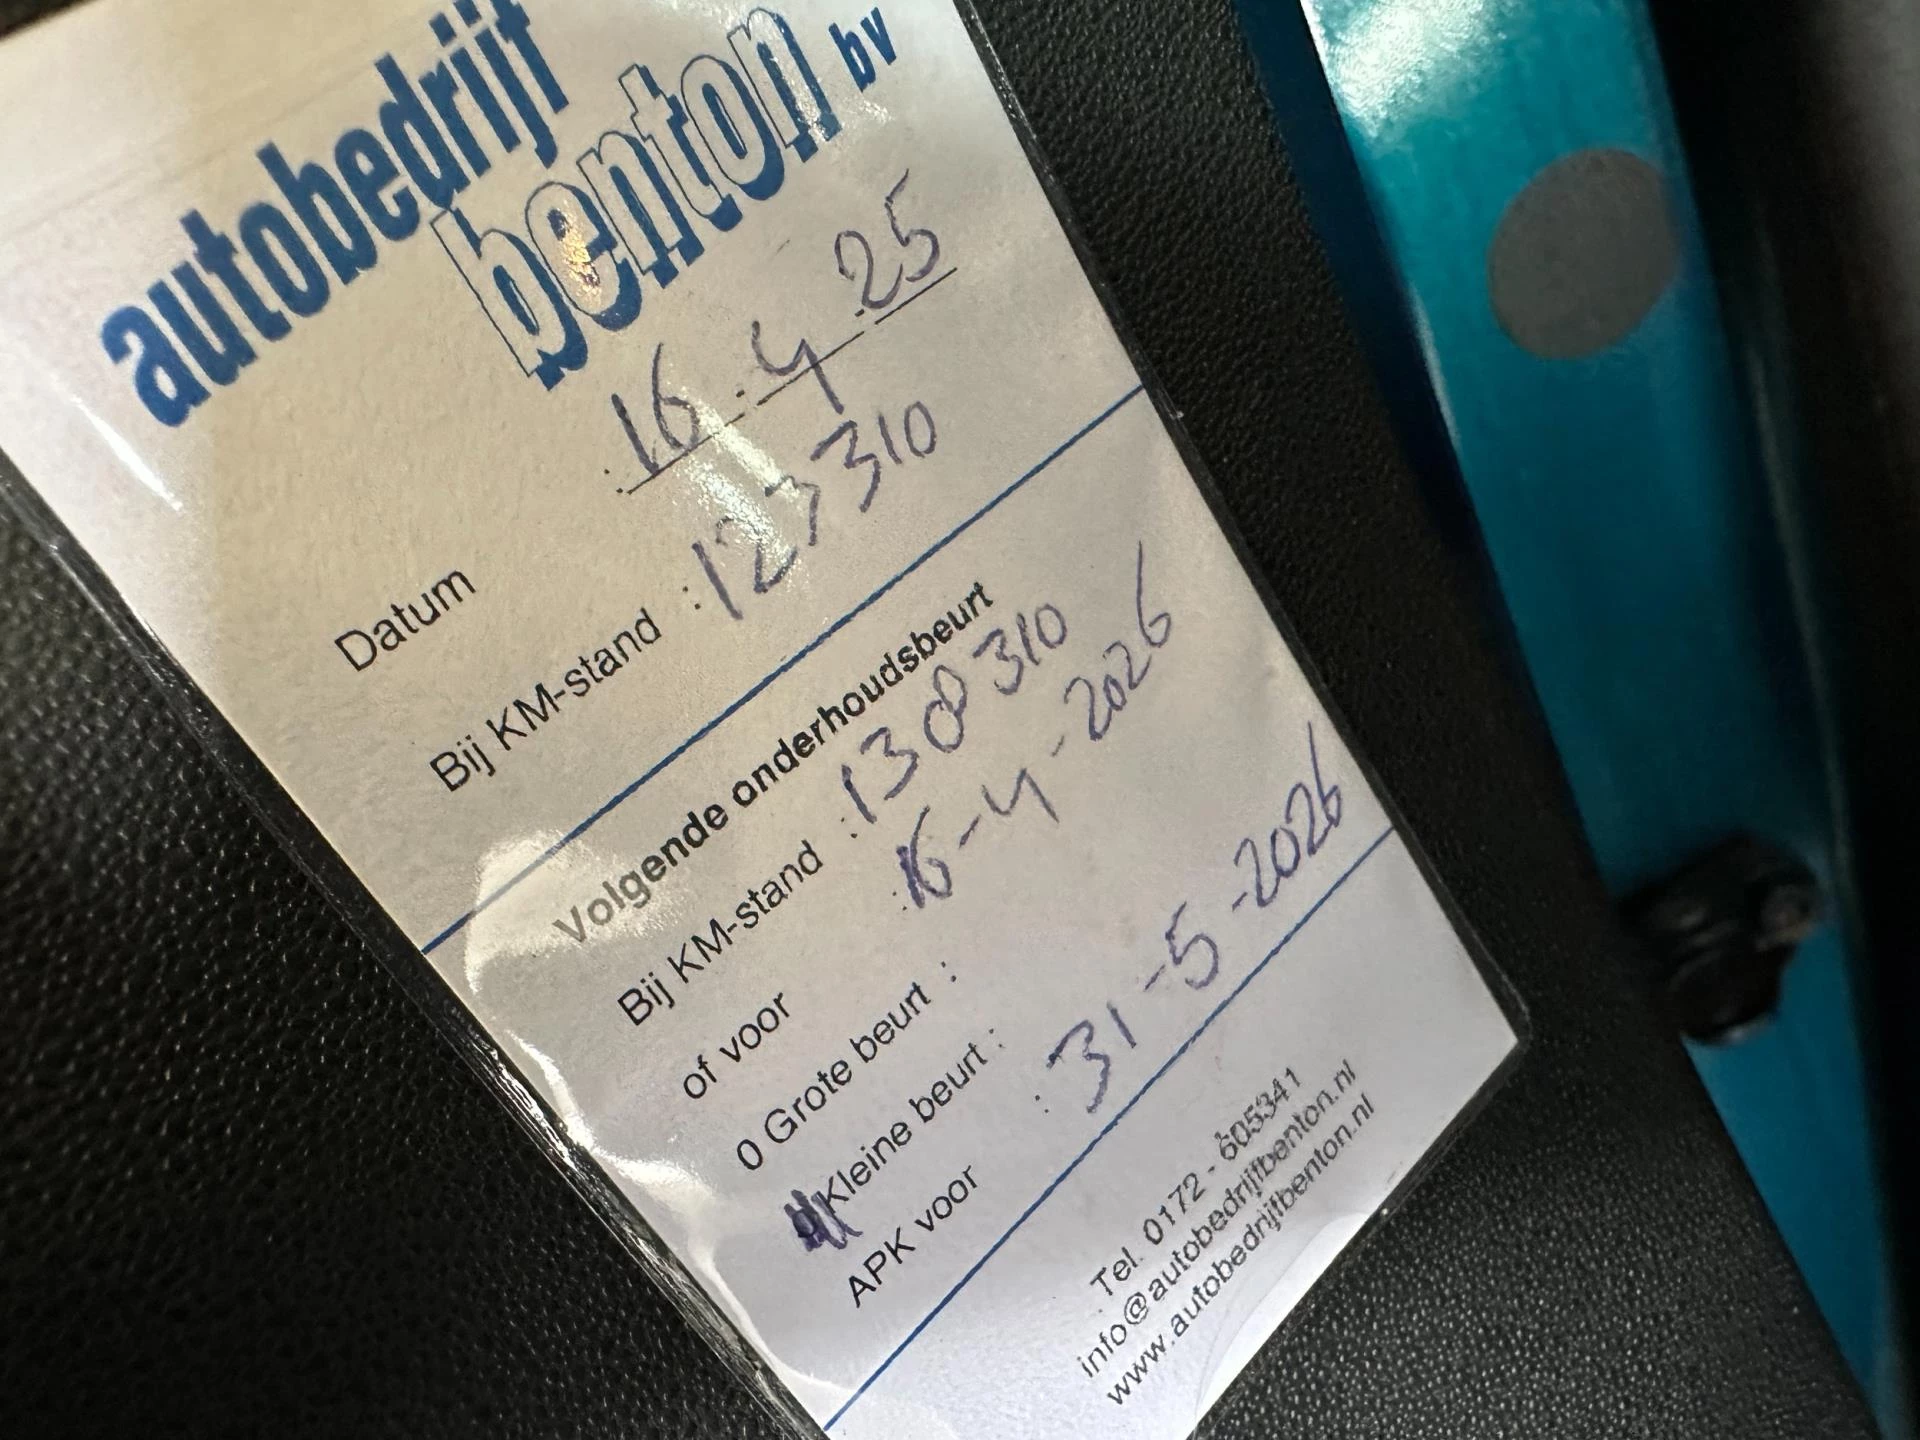 autobedrijf
benton bv
Datum : 16 - 4 - 25
Bij KM-stand :
Volgende onderhoudsbeurt
Bij KM-stand :
of voor : 16-4-2026
0 Grote beurt :
Kleine beurt :
APK voor : 31-5-2026
Tel. 0172 - 605341
info@autobedrijfbenton.nl
www.autobedrijfbenton.nl